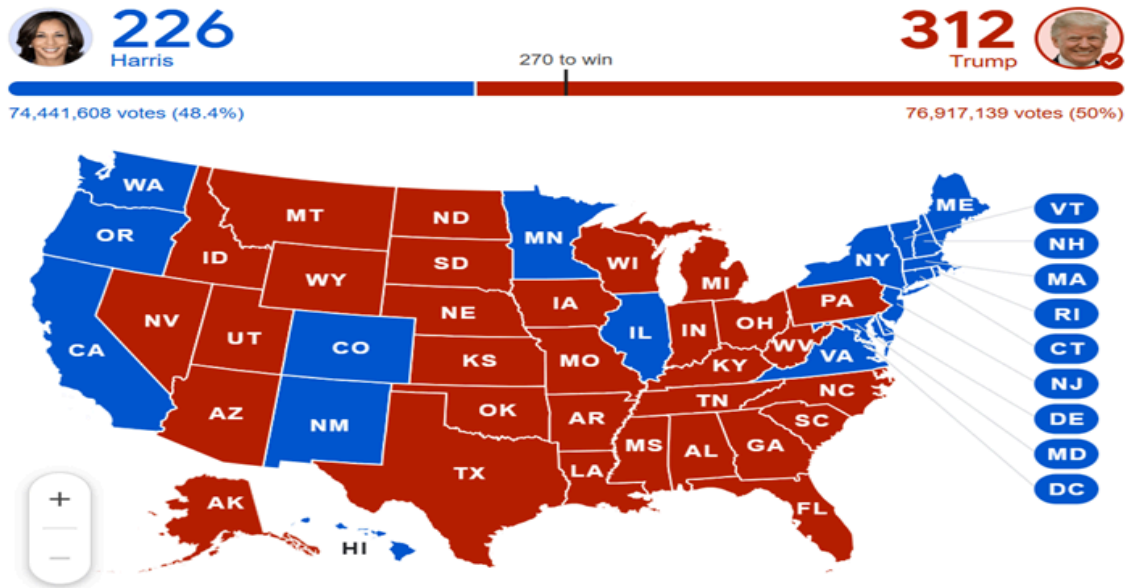 226
Harris
312
Trump
270 to win
74,441,608 votes (48.4%)
76,917,139 votes (50%)
WA
MT
ND
MN
ME
VT
OR
ID
SD
WI
NY
NH
WY
MI
MA
NV
UT
NE
IA
PA
RI
CA
CO
IL
IN
OH
CT
KS
MO
WV
VA
KY
NJ
AZ
NM
OK
AR
TN
NC
DE
SC
MS
AL
GA
MD
TX
LA
DC
AK
FL
HI
+
−